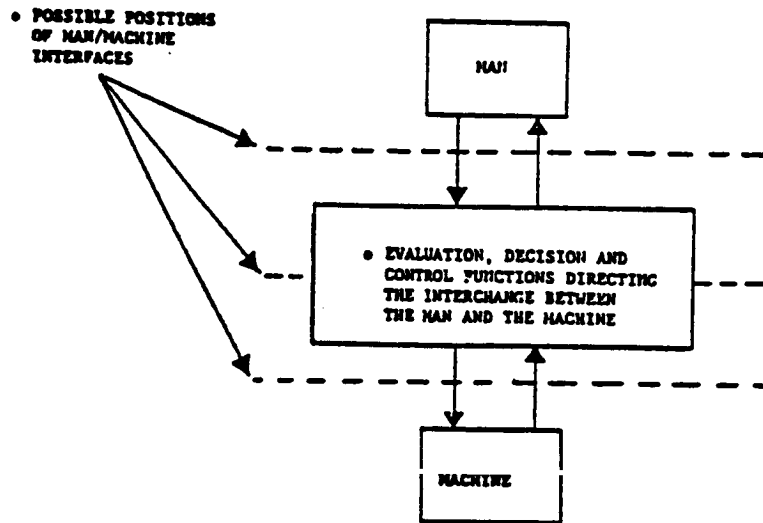 • POSSIBLE POSITIONS
OF MAN/MACHINE
INTERFACES
MAN
• EVALUATION, DECISION AND
CONTROL FUNCTIONS DIRECTING
THE INTERCHANGE BETWEEN
THE MAN AND THE MACHINE
MACHINE